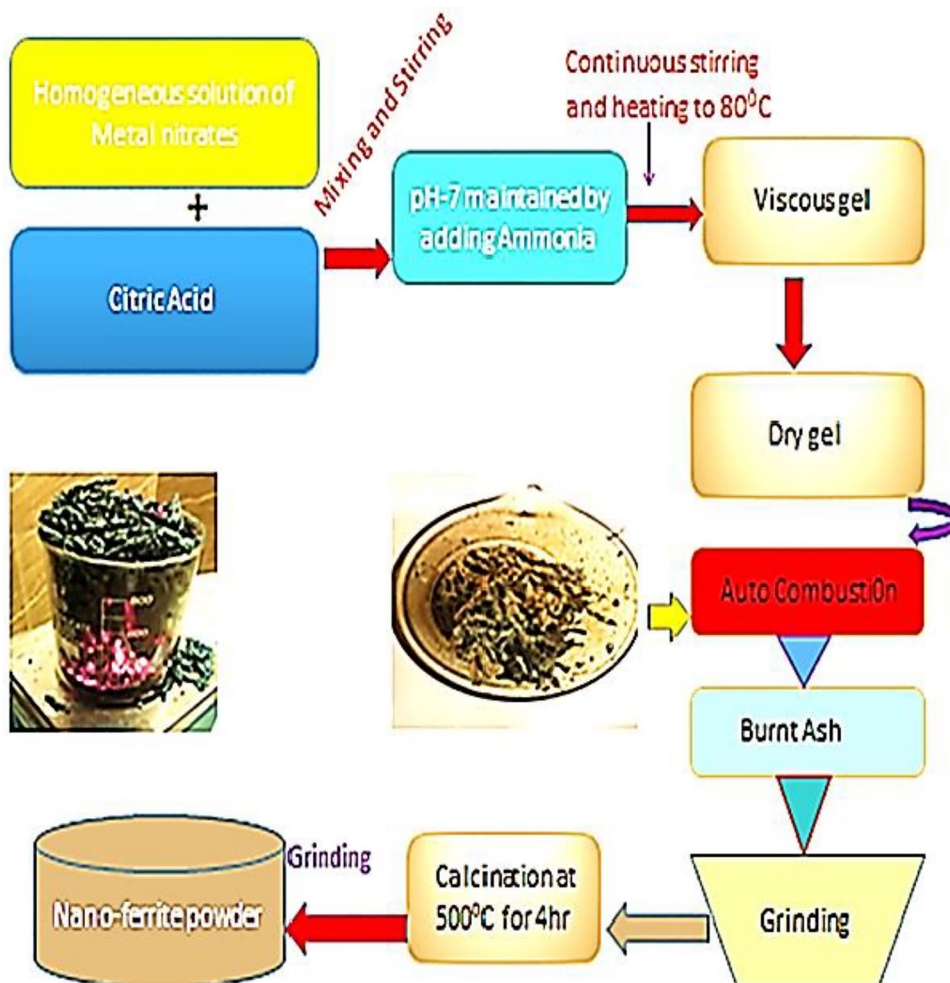 Homogeneous solution of
Metal nitrates
+
Citric Acid
Mixing and Stirring
pH-7 maintained by
adding Ammonia
Continuous stirring
and heating to 80⁰C
Viscous gel
Dry gel
Auto Combusti0n
Burnt Ash
Grinding
Calcination at
500⁰C for 4hr
Grinding
Nano-ferrite powder